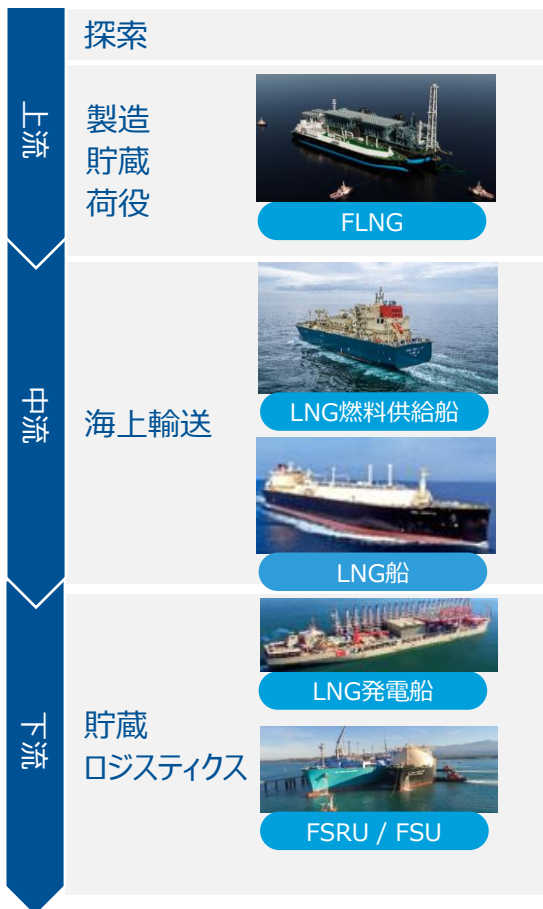 上流
探索
製造
貯蔵
荷役
FLNG
中流
海上輸送
LNG燃料供給船
LNG船
下流
貯蔵
ロジスティクス
LNG発電船
FSRU / FSU